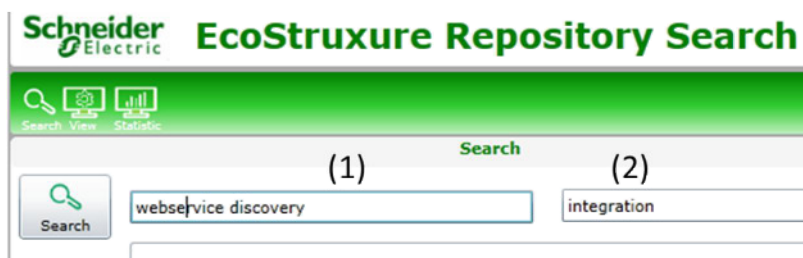 Schneider Electric EcoStruxure Repository Search
Search View Statistic
Search
(1) (2)
Search webservice discovery integration